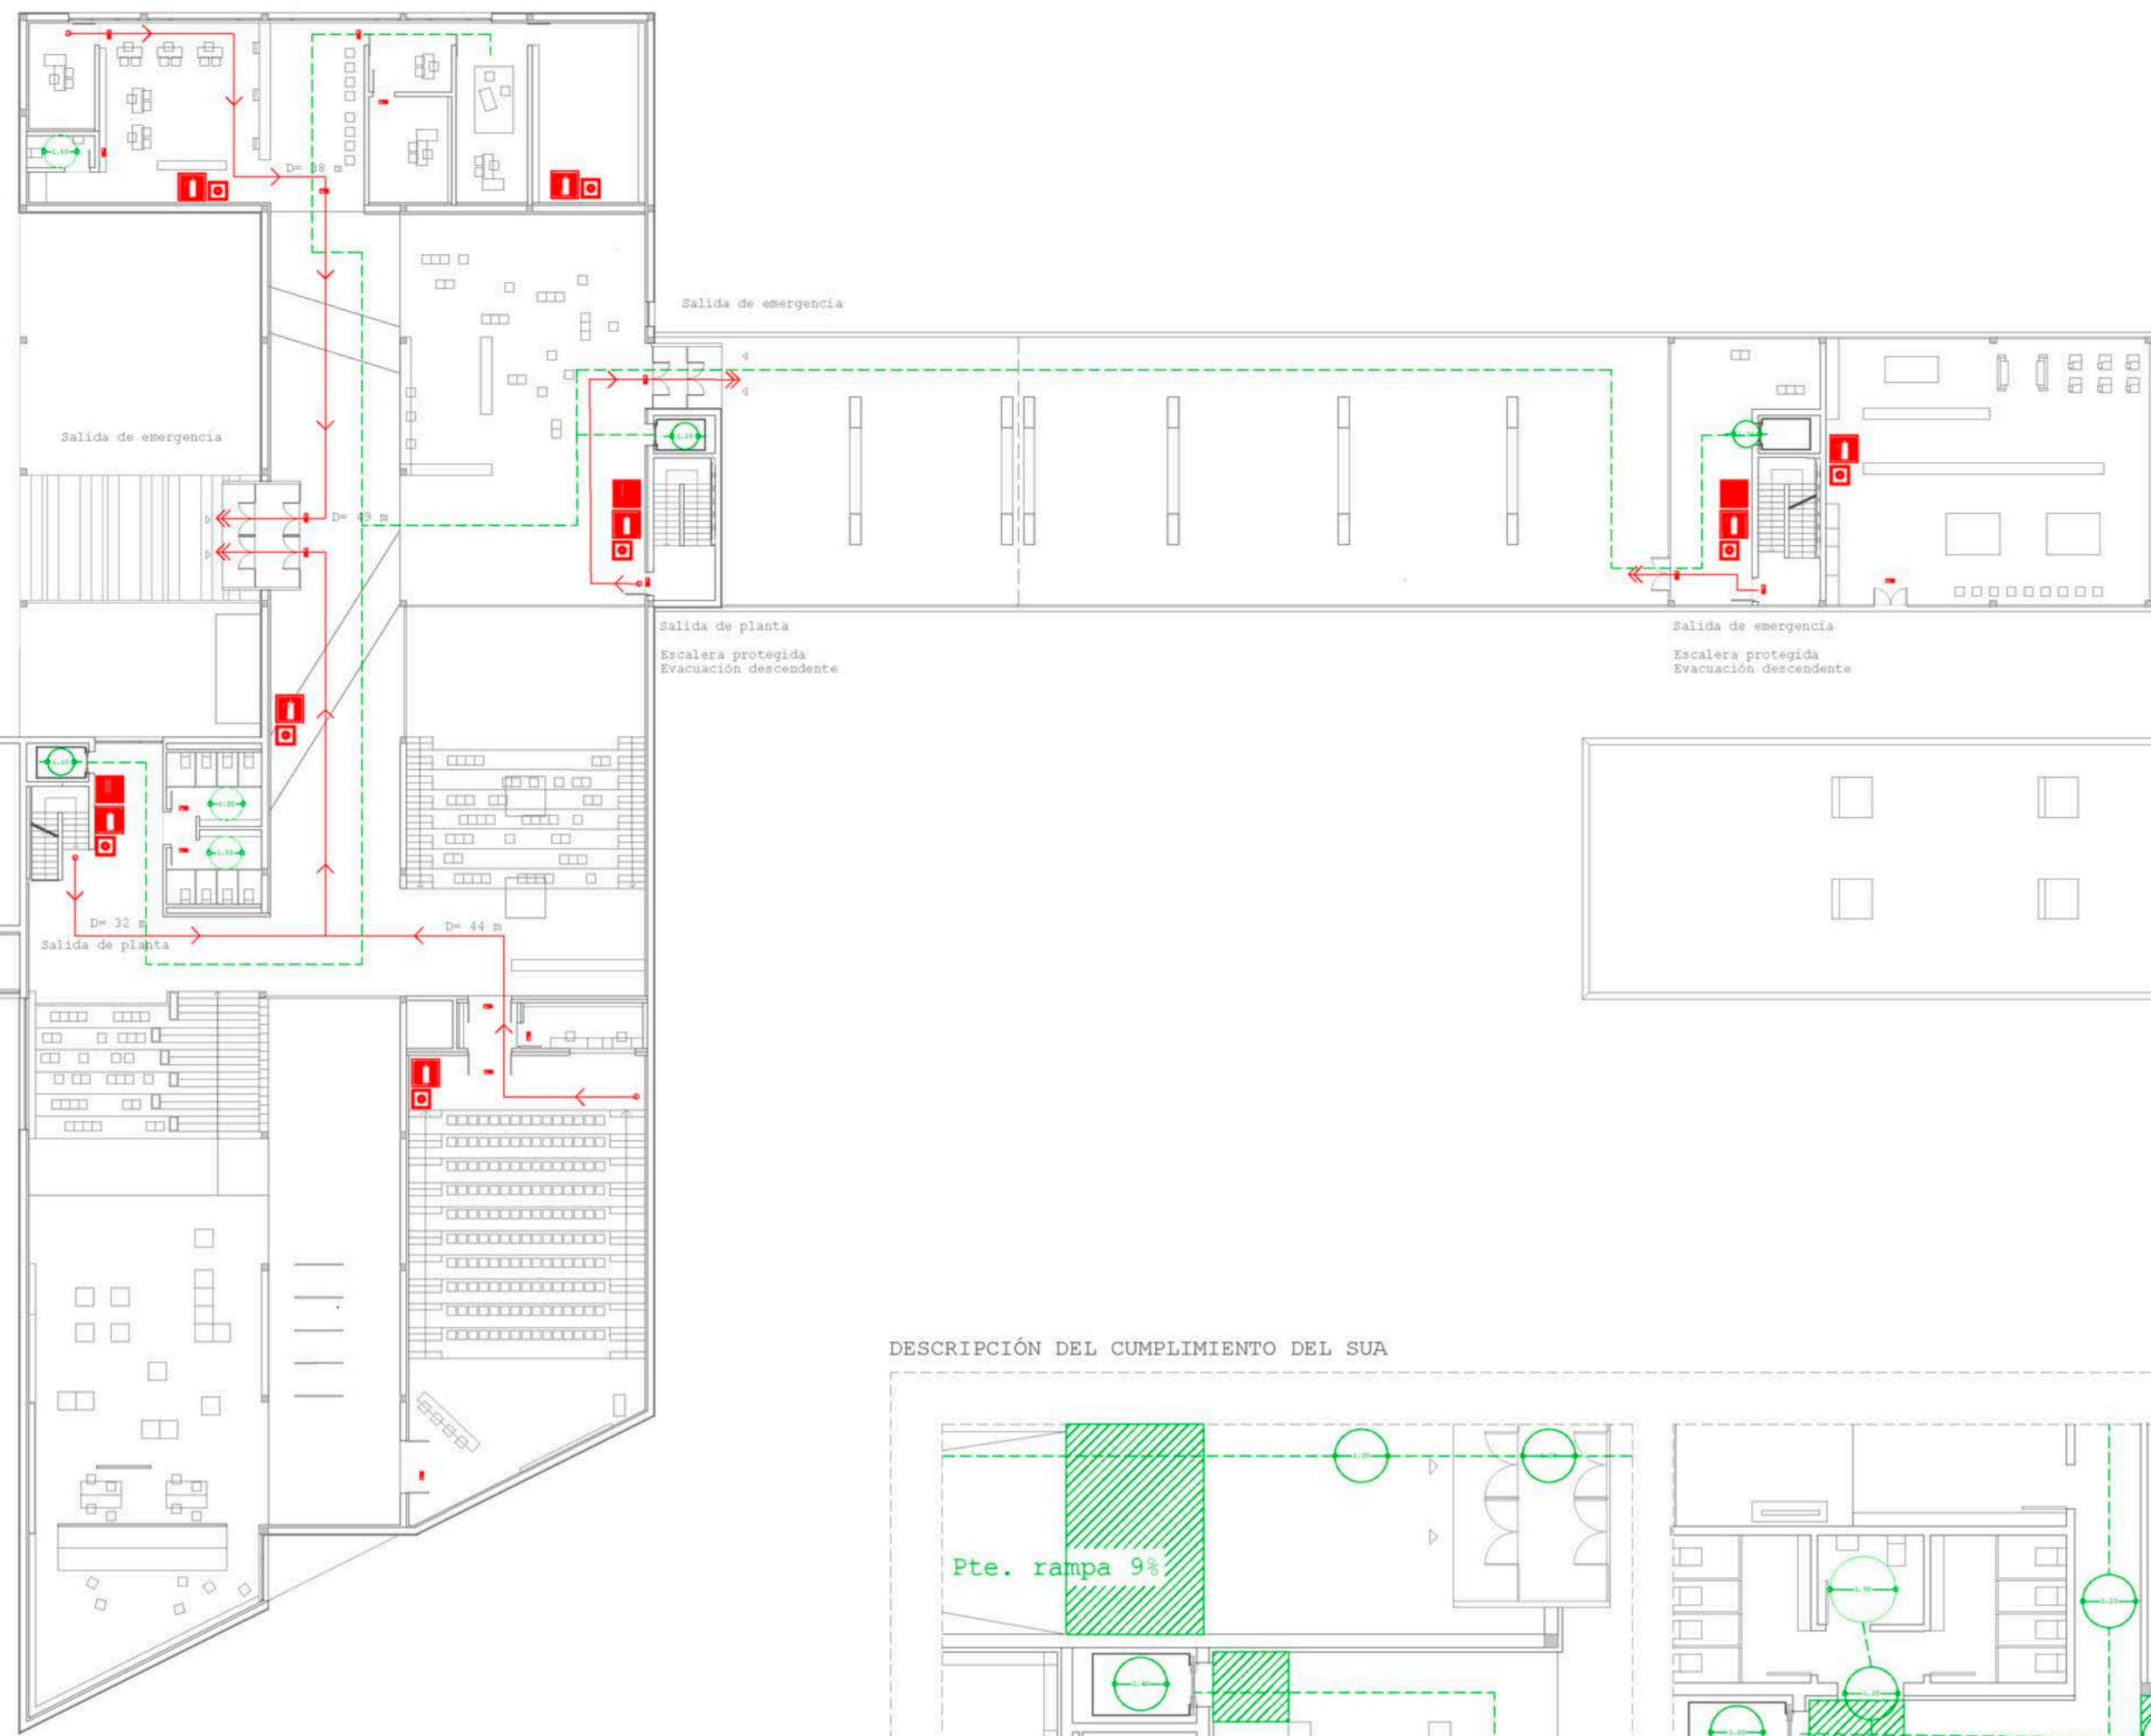 D= 38 m
Salida de emergencia
Salida de emergencia
D= 49 m
Salida de planta
Escalera protegida
Evacuación descendente
Salida de emergencia
Escalera protegida
Evacuación descendente
D= 32 m
D= 44 m
Salida de planta
DESCRIPCIÓN DEL CUMPLIMIENTO DEL SUA
Pte. rampa 9%